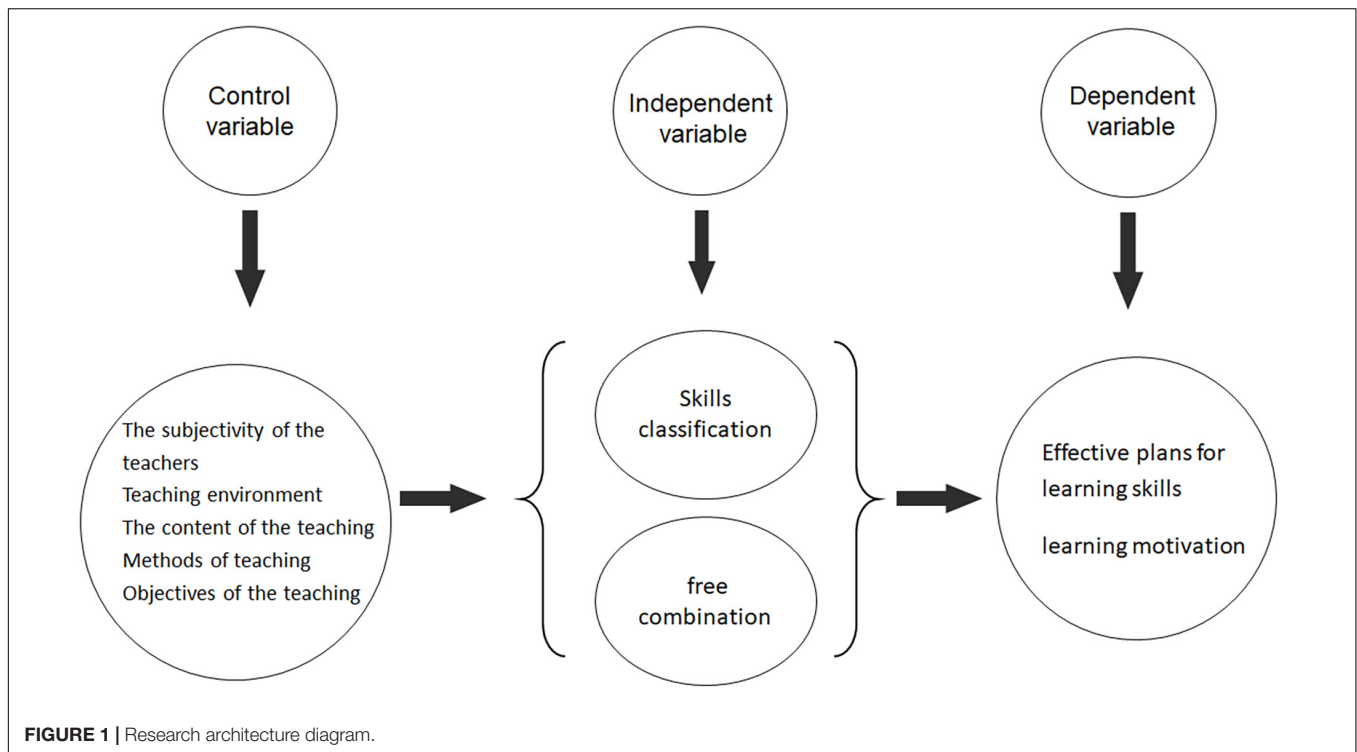 Control
variable
Independent
variable
Dependent
variable
The subjectivity of the
teachers
Teaching environment
The content of the teaching
Methods of teaching
Objectives of the teaching
Skills
classification
free
combination
Effective plans for
learning skills
learning motivation
FIGURE 1 | Research architecture diagram.